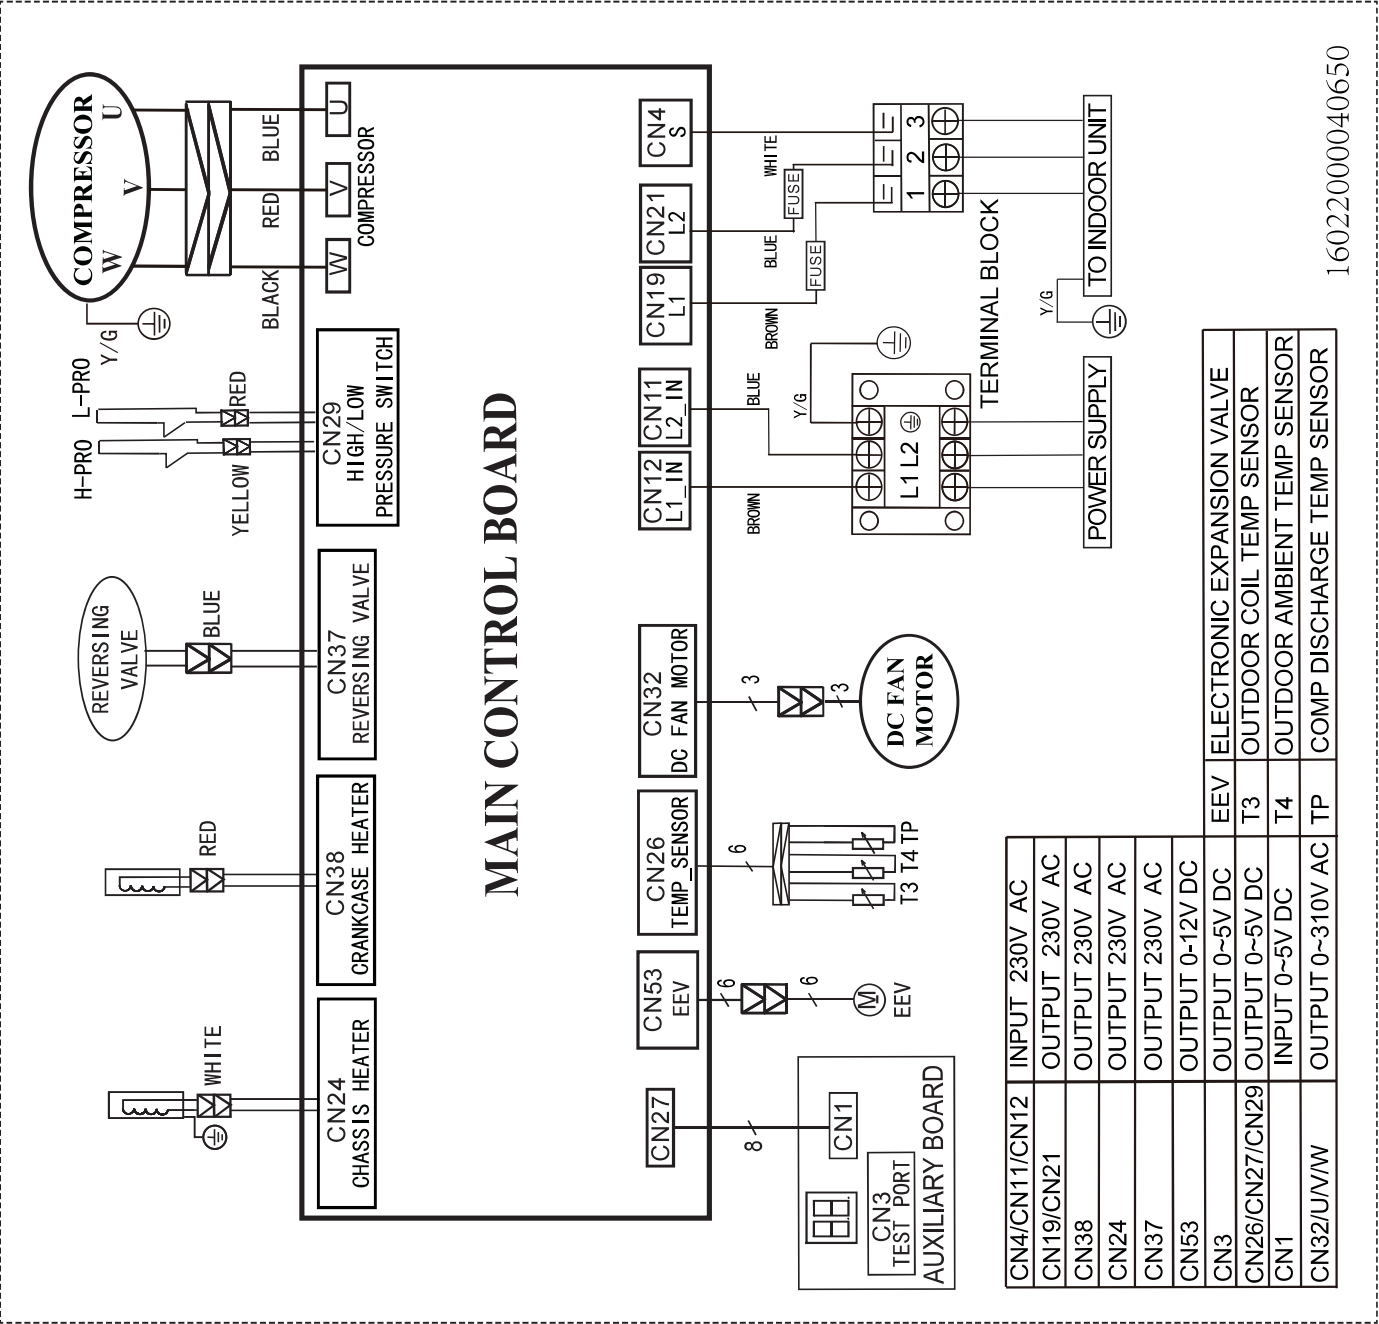 COMPRESSOR
U
V
W
Y/G
BLUE
RED
BLACK
U
V
W
COMPRESSOR
L-PRO
H-PRO
RED
YELLOW
CN29
HIGH/LOW
PRESSURE SWITCH
REVERSING
VALVE
BLUE
CN37
REVERSING VALVE
RED
CN38
CRANKCASE HEATER
WHITE
CN24
CHASSIS HEATER
MAIN CONTROL BOARD
CN27
CN53
EEV
CN26
TEMP_SENSOR
CN32
DC FAN MOTOR
CN12
L1_IN
CN11
L2_IN
CN19
L1
CN21
L2
CN4
S
8
CN1
CN3
TEST PORT
AUXILIARY BOARD
6
6
M
EEV
6
T3 T4 TP
3
3
DC FAN
MOTOR
BROWN
BLUE
Y/G
L1 L2
POWER SUPPLY
BROWN
BLUE
WHITE
FUSE
FUSE
1 2 3
TERMINAL BLOCK
Y/G
TO INDOOR UNIT
CN4/CN11/CN12 INPUT 230V AC
CN19/CN21 OUTPUT 230V AC
CN38 OUTPUT 230V AC
CN24 OUTPUT 230V AC
CN37 OUTPUT 230V AC
CN53 OUTPUT 0-12V DC
CN3 OUTPUT 0~5V DC
CN26/CN27/CN29 OUTPUT 0~5V DC
CN1 INPUT 0~5V DC
CN32/U/V/W OUTPUT 0~310V AC
EEV ELECTRONIC EXPANSION VALVE
T3 OUTDOOR COIL TEMP SENSOR
T4 OUTDOOR AMBIENT TEMP SENSOR
TP COMP DISCHARGE TEMP SENSOR
16022000040650